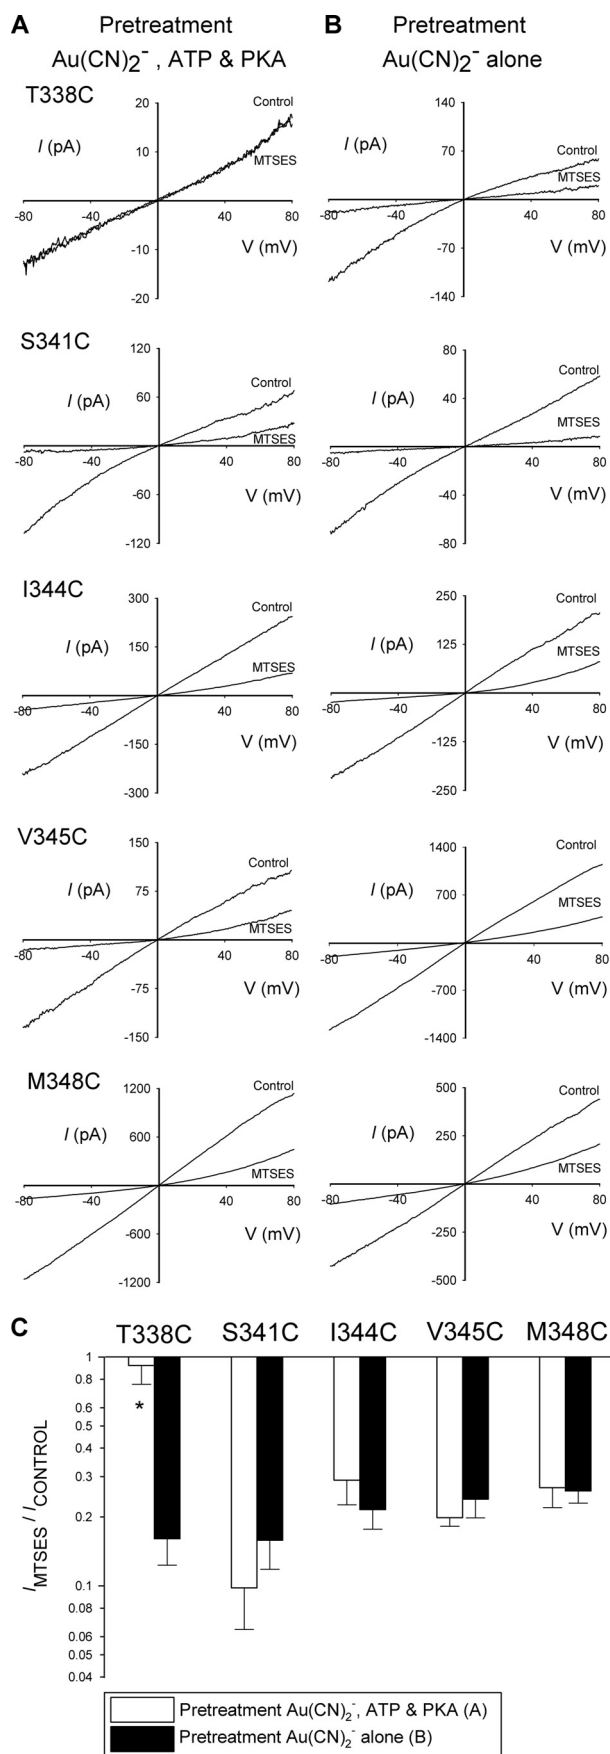 A Pretreatment
Au(CN)2⁻ , ATP & PKA
B Pretreatment
Au(CN)2⁻ alone
T338C
20
10
-10
-20
-80
-40
40
80
I (pA)
V (mV)
Control
MTSES
140
70
-70
-140
-80
-40
40
80
I (pA)
V (mV)
Control
MTSES
S341C
120
60
-60
-120
-80
-40
40
80
I (pA)
V (mV)
Control
MTSES
80
40
-40
-80
-80
-40
40
80
I (pA)
V (mV)
Control
MTSES
I344C
300
150
-150
-300
-80
-40
40
80
I (pA)
V (mV)
Control
MTSES
250
125
-125
-250
-80
-40
40
80
I (pA)
V (mV)
Control
MTSES
V345C
150
75
-75
-150
-80
-40
40
80
I (pA)
V (mV)
Control
MTSES
1400
700
-700
-1400
-80
-40
40
80
I (pA)
V (mV)
Control
MTSES
M348C
1200
600
-600
-1200
-80
-40
40
80
I (pA)
V (mV)
Control
MTSES
500
250
-250
-500
-80
-40
40
80
I (pA)
V (mV)
Control
MTSES
C
T338C S341C I344C V345C M348C
1
0.8
0.6
0.5
0.4
0.3
0.2
0.1
0.08
0.06
0.05
0.04
IMTSES / ICONTROL
*
Pretreatment Au(CN)2⁻, ATP & PKA (A)
Pretreatment Au(CN)2⁻ alone (B)